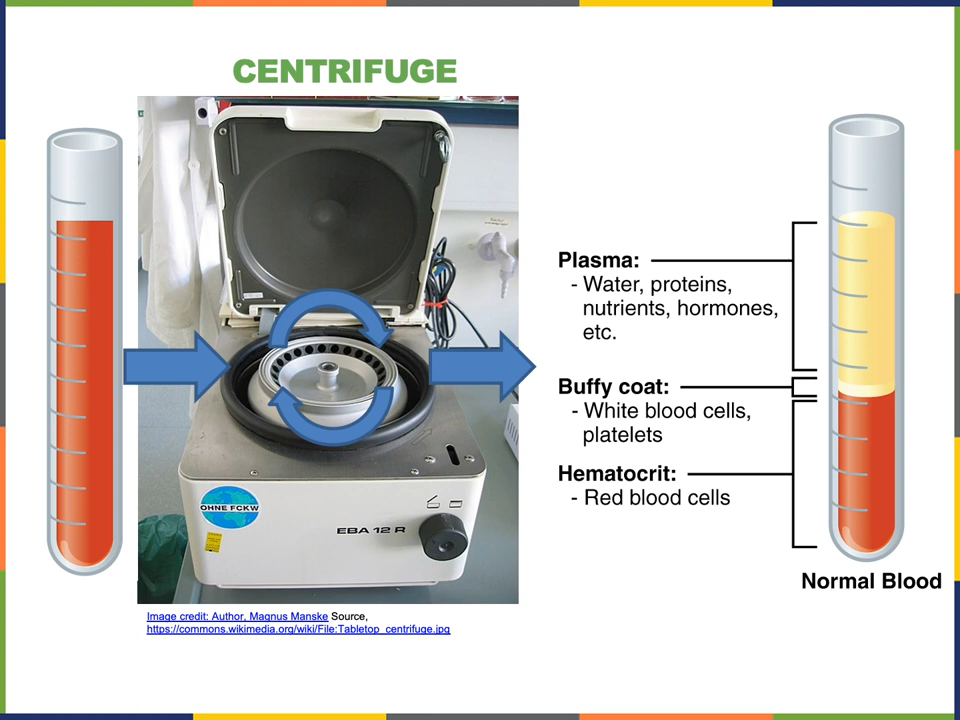 CENTRIFUGE
Plasma:
- Water, proteins,
nutrients, hormones,
etc.
Buffy coat:
- White blood cells,
platelets
Hematocrit:
- Red blood cells
Normal Blood
OHNE FCKW
EBA 12 R
Image credit: Author, Magnus Manske Source,
https://commons.wikimedia.org/wiki/File:Tabletop_centrifuge.jpg